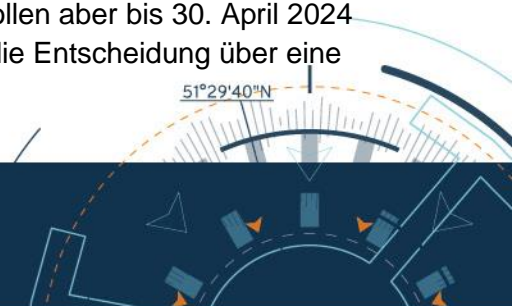 ollen aber bis 30. April 2024
die Entscheidung über eine
51°29'40"N